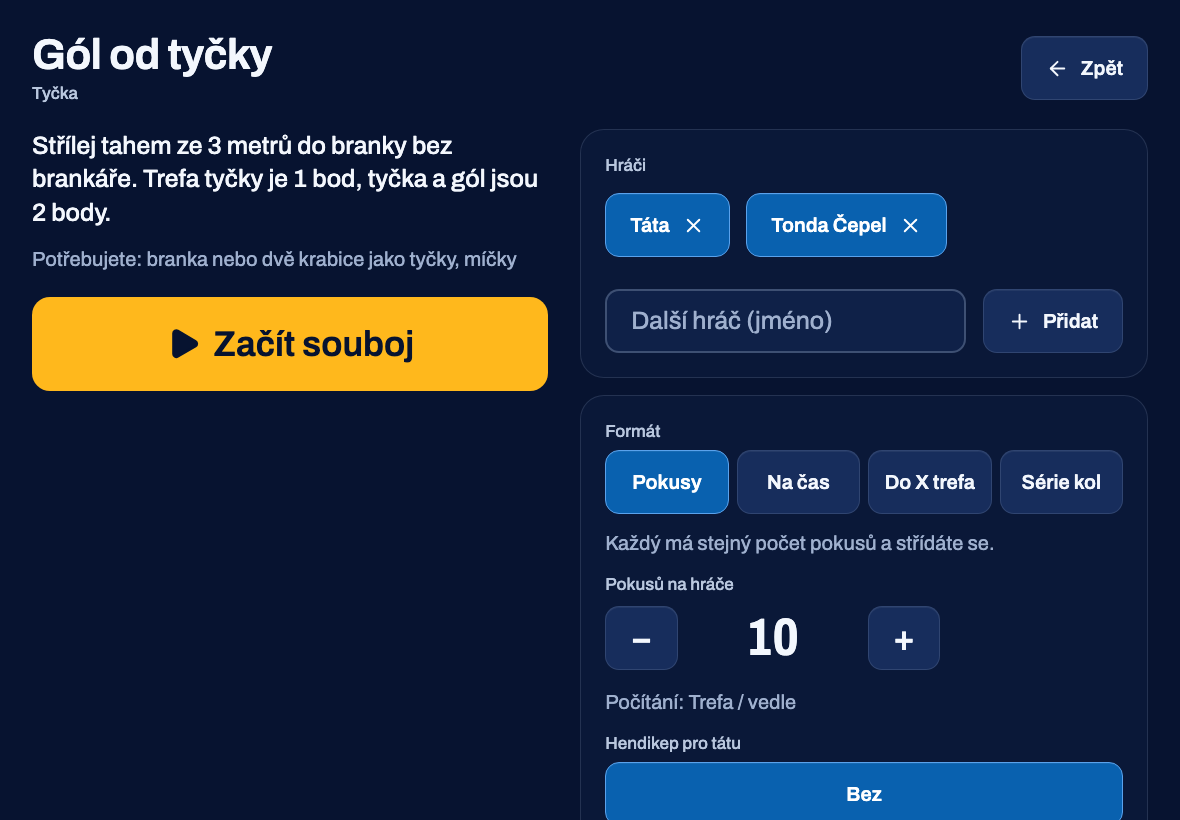 Gól od tyčky
Tyčka
Zpět
Střílej tahem ze 3 metrů do branky bez
brankáře. Trefa tyčky je 1 bod, tyčka a gól jsou
2 body.
Potřebujete: branka nebo dvě krabice jako tyčky, míčky
Začít souboj
Hráči
Táta
Tonda Čepel
Další hráč (jméno)
Přidat
Formát
Pokusy
Na čas
Do X trefa
Série kol
Každý má stejný počet pokusů a střídáte se.
Pokusů na hráče
− 10 +
Počítání: Trefa / vedle
Hendikep pro tátu
Bez